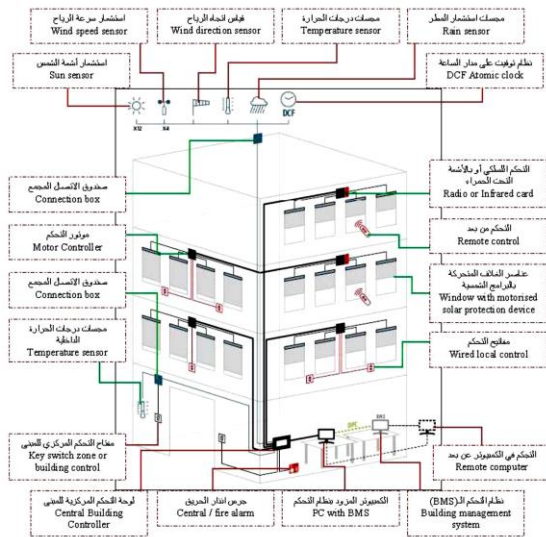 استشعار سرعة الرياح
Wind speed sensor
قياس اتجاه الرياح
Wind direction sensor
مجسات درجات الحرارة
Temperature sensor
مجسات استشعار المطر
Rain sensor
استشعار أشعة الشمس
Sun sensor
نظام توقيت على مدار الساعة
DCF Atomic clock
X12
X4
DCF
صندوق الاتصال المجمع
Connection box
التحكم اللاسلكي أو بالأشعة
التحت الحمراء
Radio or Infrared card
موتور التحكم
Motor Controller
التحكم من بعد
Remote control
صندوق الاتصال المجمع
Connection box
عناصر الغلاف المتحركة
بالبرامج الشمسية
Window with motorised
solar protection device
مجسات درجات الحرارة
الداخلية
Temperature sensor
مفاتيح التحكم
Wired local control
مفتاح التحكم المركزي للمبنى
Key switch zone or
building control
BMS
التحكم في الكمبيوتر عن بعد
Remote computer
لوحة التحكم المركزية للمبنى
Central Building
Controller
جرس انذار الحريق
Central / fire alarm
الكمبيوتر المزود بنظام التحكم
PC with BMS
نظام التحكم الـ(BMS)
Building management
system